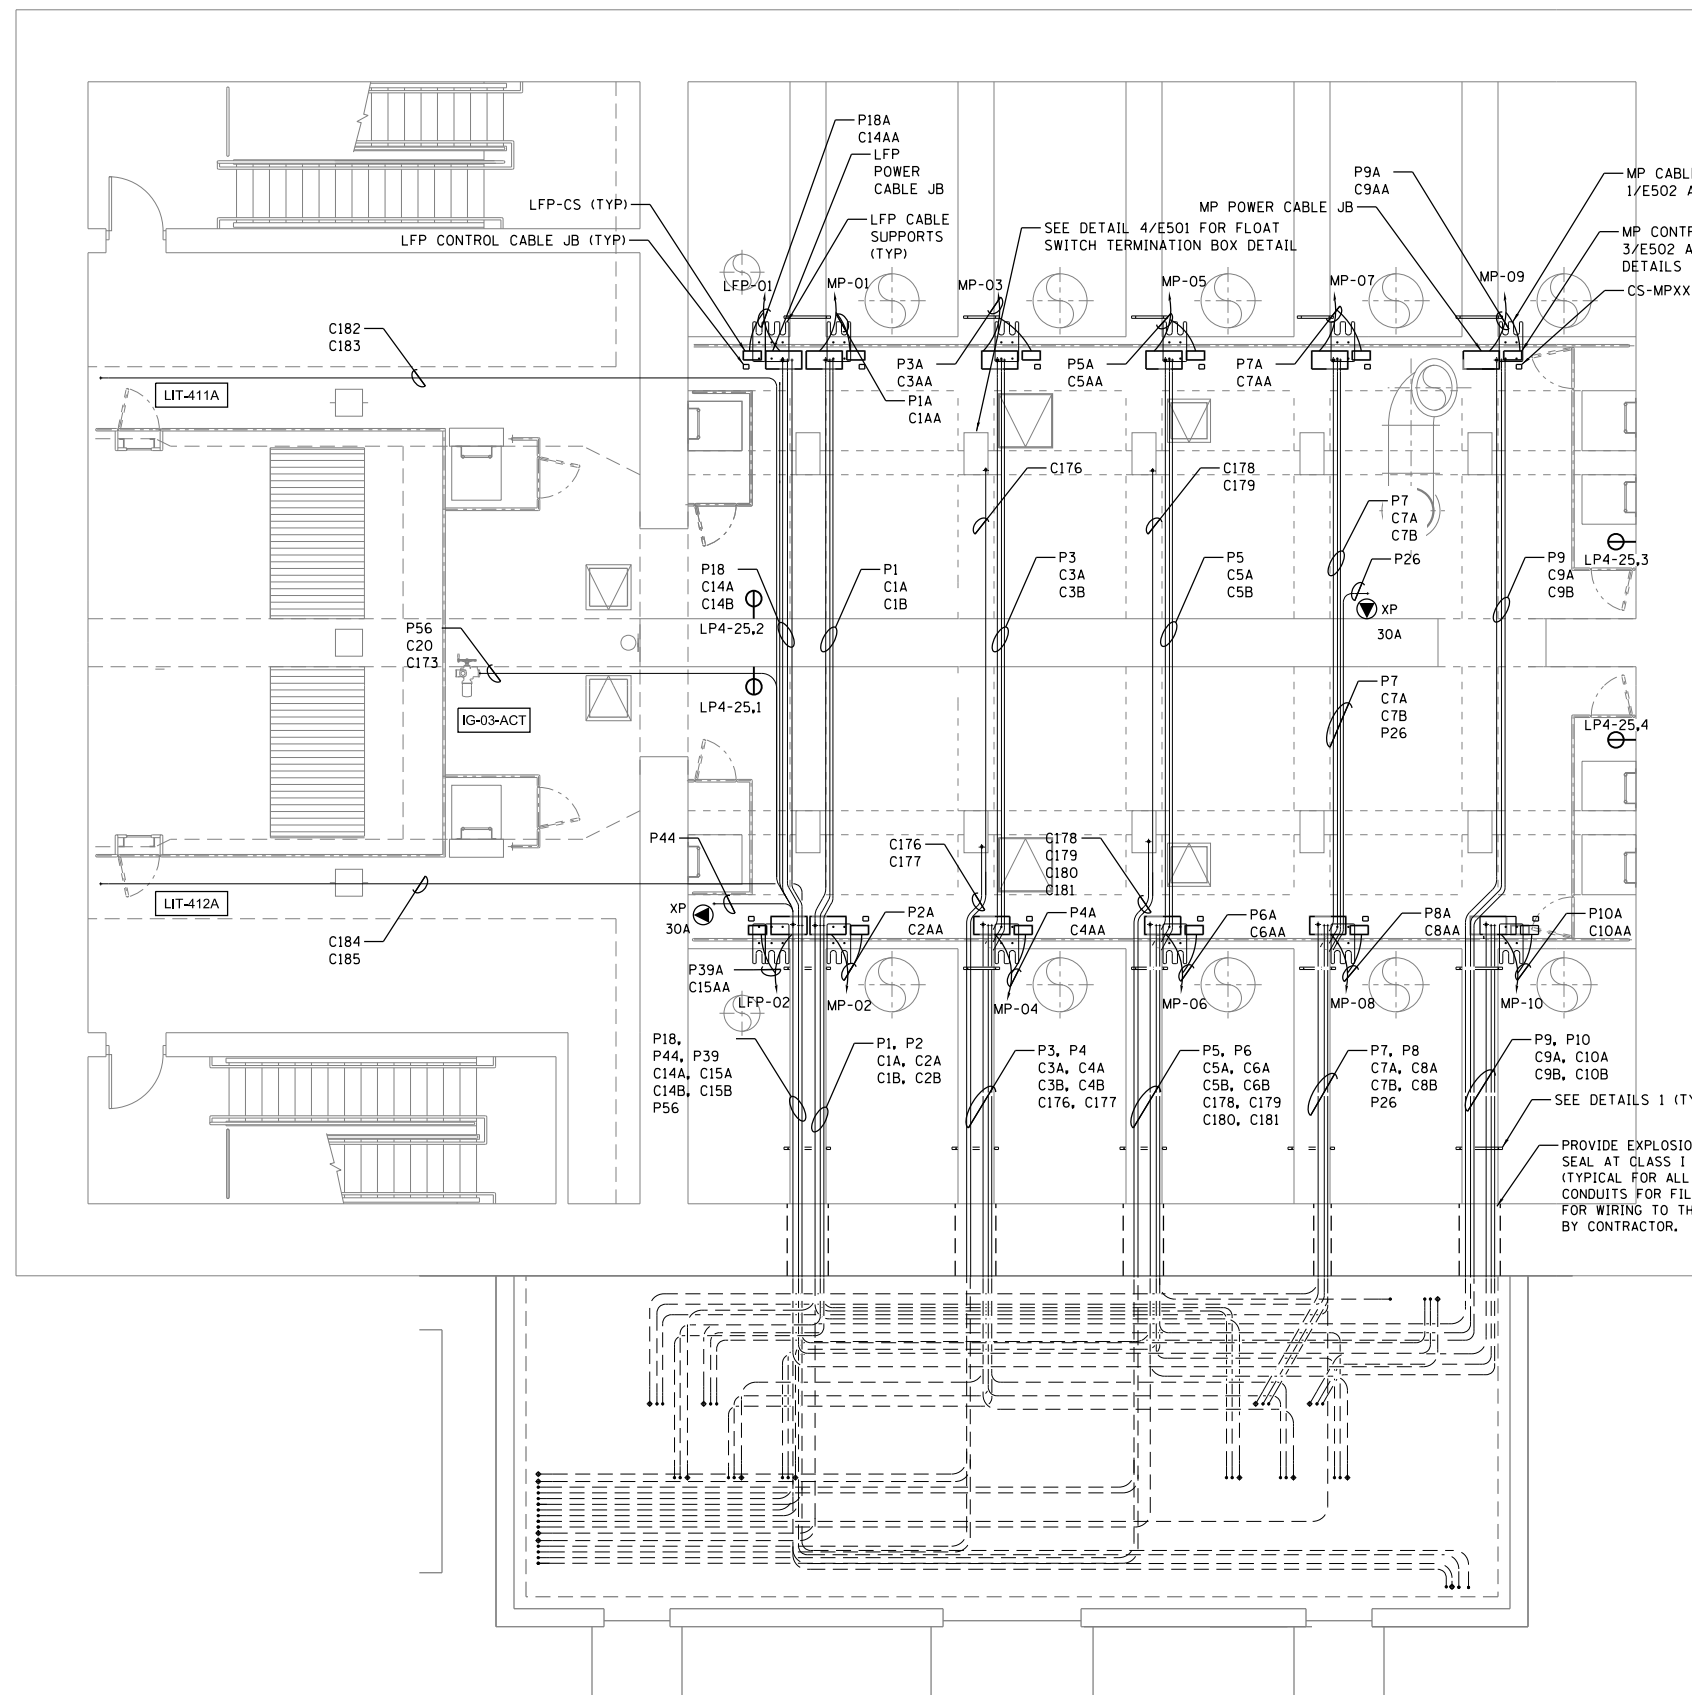 P18A
C14AA
LFP
POWER
CABLE JB
LFP-CS (TYP)
LFP CABLE
SUPPORTS
(TYP)
LFP CONTROL CABLE JB (TYP)
SEE DETAIL 4/E501 FOR FLOAT
SWITCH TERMINATION BOX DETAIL
P9A
C9AA
MP POWER CABLE JB
MP CABL
1/E502 A
MP CONTR
3/E502 A
DETAILS
CS-MPXX
LFP-01
MP-01
MP-03
MP-05
MP-07
MP-09
C182
C183
LIT-411A
P3A
C3AA
P1A
C1AA
P5A
C5AA
P7A
C7AA
C176
C178
C179
P7
C7A
C7B
P26
XP
30A
LP4-25,3
P18
C14A
C14B
LP4-25,2
P1
C1A
C1B
P3
C3A
C3B
P5
C5A
C5B
P9
C9A
C9B
P56
C20
C173
IG-03-ACT
LP4-25,1
P7
C7A
C7B
P26
LP4-25,4
P44
C176
C177
C178
C179
C180
C181
LIT-412A
XP
30A
C184
C185
P2A
C2AA
P4A
C4AA
P6A
C6AA
P8A
C8AA
P10A
C10AA
P39A
C15AA
LFP-02
MP-02
MP-04
MP-06
MP-08
MP-10
P18,
P44, P39
C14A, C15A
C14B, C15B
P56
P1, P2
C1A, C2A
C1B, C2B
P3, P4
C3A, C4A
C3B, C4B
C176, C177
P5, P6
C5A, C6A
C5B, C6B
C178, C179
C180, C181
P7, P8
C7A, C8A
C7B, C8B
P26
P9, P10
C9A, C10A
C9B, C10B
SEE DETAILS 1 (TY
PROVIDE EXPLOSIO
SEAL AT CLASS I
(TYPICAL FOR ALL
CONDUITS FOR FIL
FOR WIRING TO TH
BY CONTRACTOR.